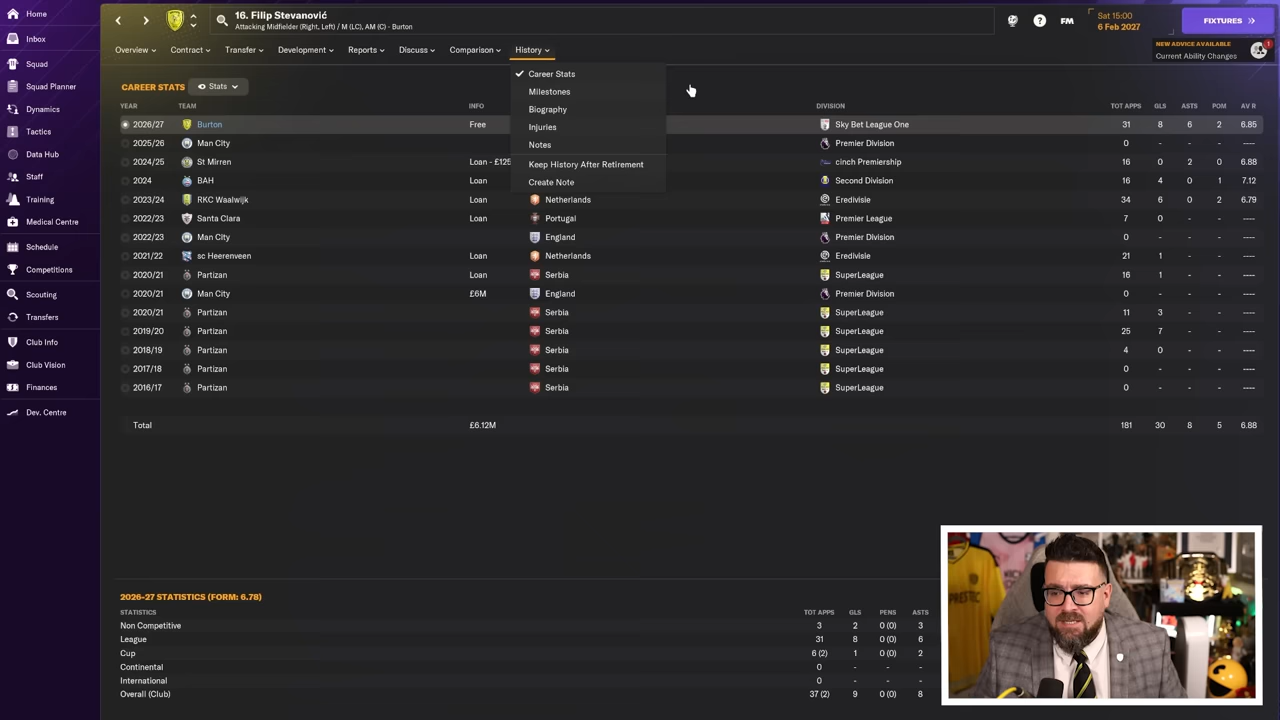 Home
Inbox
Squad
Squad Planner
Dynamics
Tactics
Data Hub
Staff
Training
Medical Centre
Schedule
Competitions
Scouting
Transfers
Club Info
Club Vision
Finances
Dev. Centre
16. Filip Stevanović
Attacking Midfielder (Right, Left) / M (LC), AM (C) - Burton
FM
Sat 15:00
6 Feb 2027
FIXTURES
Overview Contract Transfer Development Reports Discuss Comparison History
NEW ADVICE AVAILABLE 1
Current Ability Changes
Career Stats
Milestones
Biography
Injuries
Notes
Keep History After Retirement
Create Note
CAREER STATS Stats
YEAR TEAM INFO DIVISION TOT APPS GLS ASTS POM AV R
2026/27 Burton Free Sky Bet League One 31 8 6 2 6.85
2025/26 Man City Premier Division 0 - - - ----
2024/25 St Mirren Loan - £125 cinch Premiership 16 0 2 0 6.88
2024 BAH Loan Second Division 16 4 0 1 7.12
2023/24 RKC Waalwijk Loan Netherlands Eredivisie 34 6 0 2 6.79
2022/23 Santa Clara Loan Portugal Premier League 7 0 - - ----
2022/23 Man City England Premier Division 0 - - - ----
2021/22 sc Heerenveen Loan Netherlands Eredivisie 21 1 - - ----
2020/21 Partizan Loan Serbia SuperLeague 16 1 - - ----
2020/21 Man City £6M England Premier Division 0 - - - ----
2020/21 Partizan Serbia SuperLeague 11 3 - - ----
2019/20 Partizan Serbia SuperLeague 25 7 - - ----
2018/19 Partizan Serbia SuperLeague 4 0 - - ----
2017/18 Partizan Serbia SuperLeague 0 - - - ----
2016/17 Partizan Serbia SuperLeague 0 - - - ----
Total £6.12M 181 30 8 5 6.88
2026-27 STATISTICS (FORM: 6.78)
STATISTICS TOT APPS GLS PENS ASTS
Non Competitive 3 2 0 (0) 3
League 31 8 0 (0) 6
Cup 6 (2) 1 0 (0) 2
Continental 0 - - -
International 0 - - -
Overall (Club) 37 (2) 9 0 (0) 8